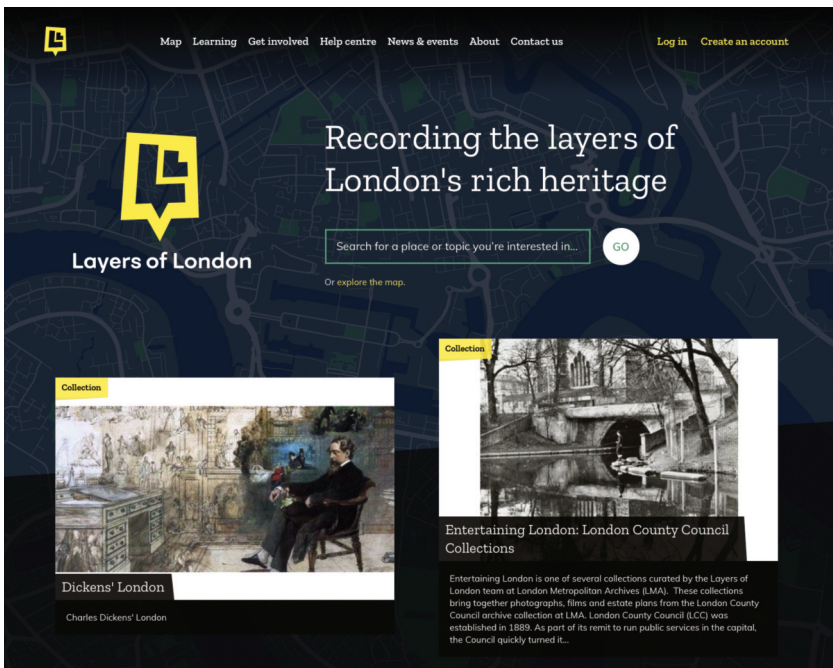 Map Learning Get involved Help centre News & events About Contact us Log in Create an account
Recording the layers of
London's rich heritage
Layers of London
Search for a place or topic you're interested in...
GO
Or explore the map.
Collection
Dickens' London
Charles Dickens' London
Collection
Entertaining London: London County Council
Collections
Entertaining London is one of several collections curated by the Layers of
London team at London Metropolitan Archives (LMA).  These collections
bring together photographs, films and estate plans from the London County
Council archive collection at LMA. London County Council (LCC) was
established in 1889. As part of its remit to run public services in the capital,
the Council quickly turned it...